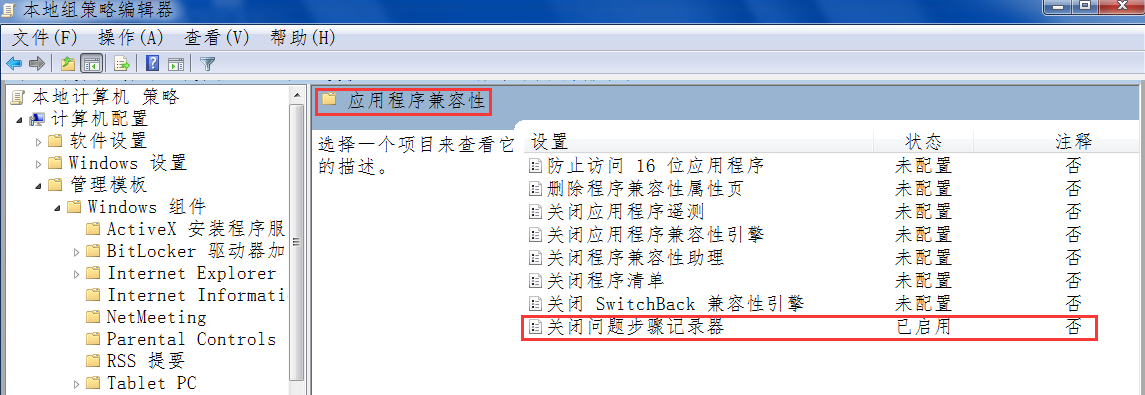 本地组策略编辑器
文件(F) 操作(A) 查看(V) 帮助(H)
本地计算机 策略
计算机配置
软件设置
Windows 设置
管理模板
Windows 组件
ActiveX 安装程序服
BitLocker 驱动器加
Internet Explorer
Internet Informati
NetMeeting
Parental Controls
RSS 提要
Tablet PC
应用程序兼容性
选择一个项目来查看它
的描述。
设置 状态 注释
防止访问 16 位应用程序 未配置 否
删除程序兼容性属性页 未配置 否
关闭应用程序遥测 未配置 否
关闭应用程序兼容性引擎 未配置 否
关闭程序兼容性助理 未配置 否
关闭程序清单 未配置 否
关闭 SwitchBack 兼容性引擎 未配置 否
关闭问题步骤记录器 已启用 否